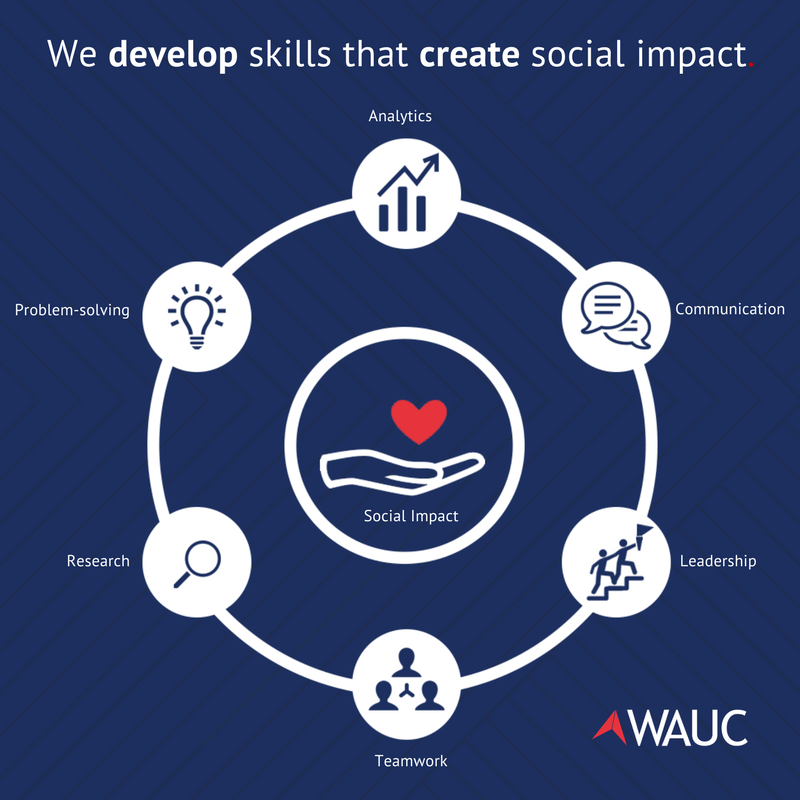 We develop skills that create social impact.
Analytics
Problem-solving
Communication
Social Impact
Research
Leadership
WAUC
Teamwork